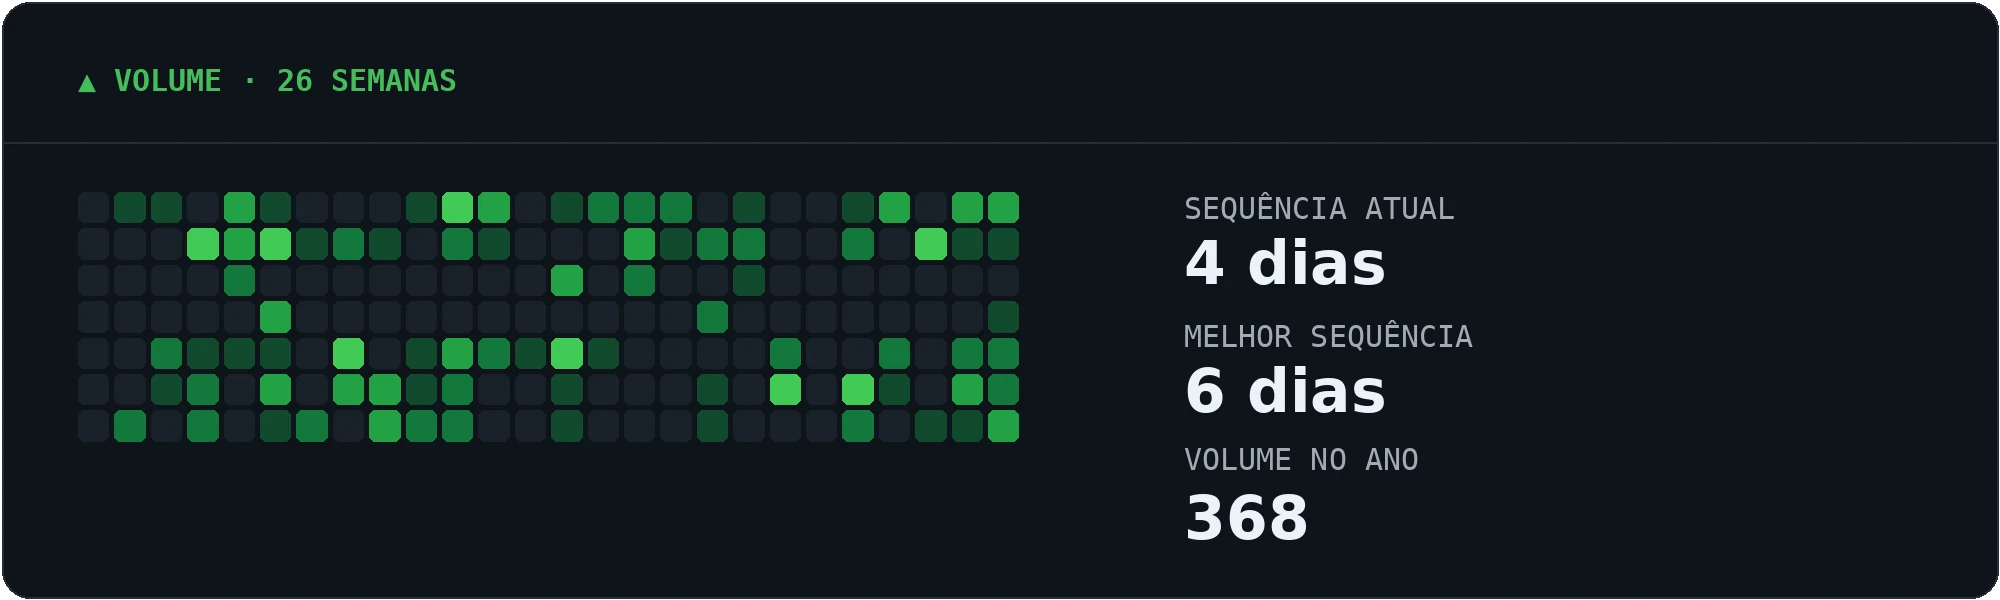 ▲ VOLUME · 26 SEMANAS
SEQUÊNCIA ATUAL
4 dias
MELHOR SEQUÊNCIA
6 dias
VOLUME NO ANO
368